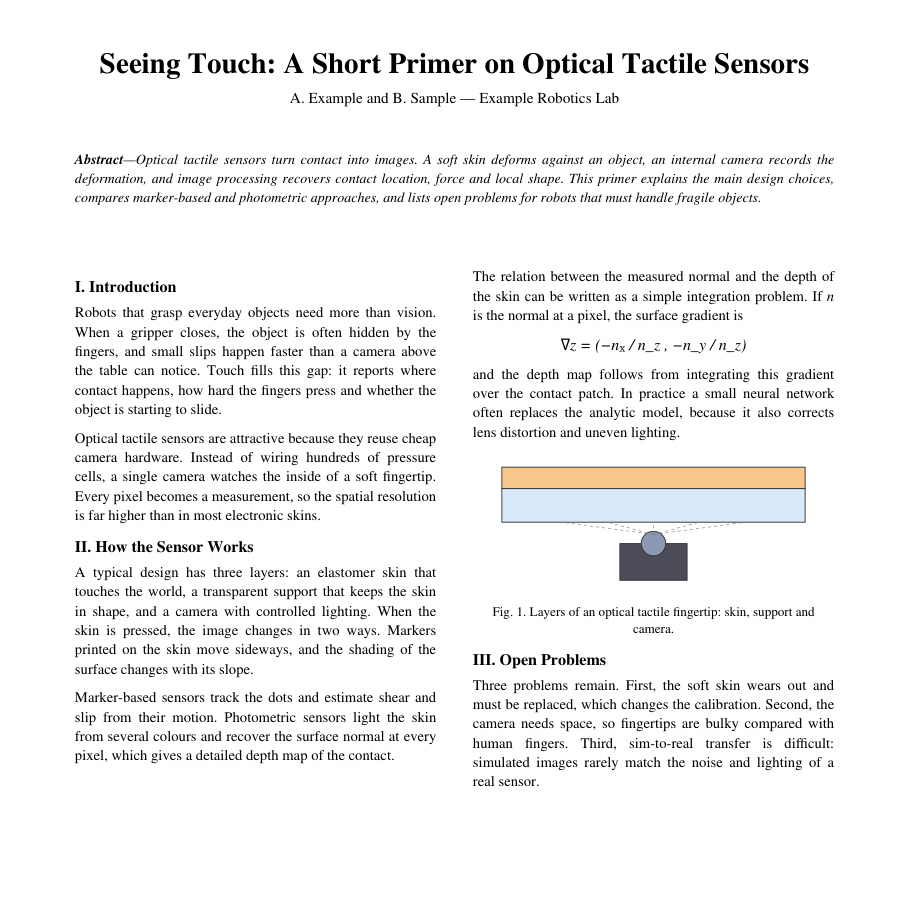 Seeing Touch: A Short Primer on Optical Tactile Sensors
A. Example and B. Sample — Example Robotics Lab
Abstract—Optical tactile sensors turn contact into images. A soft skin deforms against an object, an internal camera records the
deformation, and image processing recovers contact location, force and local shape. This primer explains the main design choices,
compares marker-based and photometric approaches, and lists open problems for robots that must handle fragile objects.
I. Introduction
Robots that grasp everyday objects need more than vision.
When a gripper closes, the object is often hidden by the
fingers, and small slips happen faster than a camera above
the table can notice. Touch fills this gap: it reports where
contact happens, how hard the fingers press and whether the
object is starting to slide.
Optical tactile sensors are attractive because they reuse cheap
camera hardware. Instead of wiring hundreds of pressure
cells, a single camera watches the inside of a soft fingertip.
Every pixel becomes a measurement, so the spatial resolution
is far higher than in most electronic skins.
II. How the Sensor Works
A typical design has three layers: an elastomer skin that
touches the world, a transparent support that keeps the skin
in shape, and a camera with controlled lighting. When the
skin is pressed, the image changes in two ways. Markers
printed on the skin move sideways, and the shading of the
surface changes with its slope.
Marker-based sensors track the dots and estimate shear and
slip from their motion. Photometric sensors light the skin
from several colours and recover the surface normal at every
pixel, which gives a detailed depth map of the contact.
The relation between the measured normal and the depth of
the skin can be written as a simple integration problem. If n
is the normal at a pixel, the surface gradient is
∇z = (−nₓ / n_z , −n_y / n_z)
and the depth map follows from integrating this gradient
over the contact patch. In practice a small neural network
often replaces the analytic model, because it also corrects
lens distortion and uneven lighting.
Fig. 1. Layers of an optical tactile fingertip: skin, support and
camera.
III. Open Problems
Three problems remain. First, the soft skin wears out and
must be replaced, which changes the calibration. Second, the
camera needs space, so fingertips are bulky compared with
human fingers. Third, sim-to-real transfer is difficult:
simulated images rarely match the noise and lighting of a
real sensor.